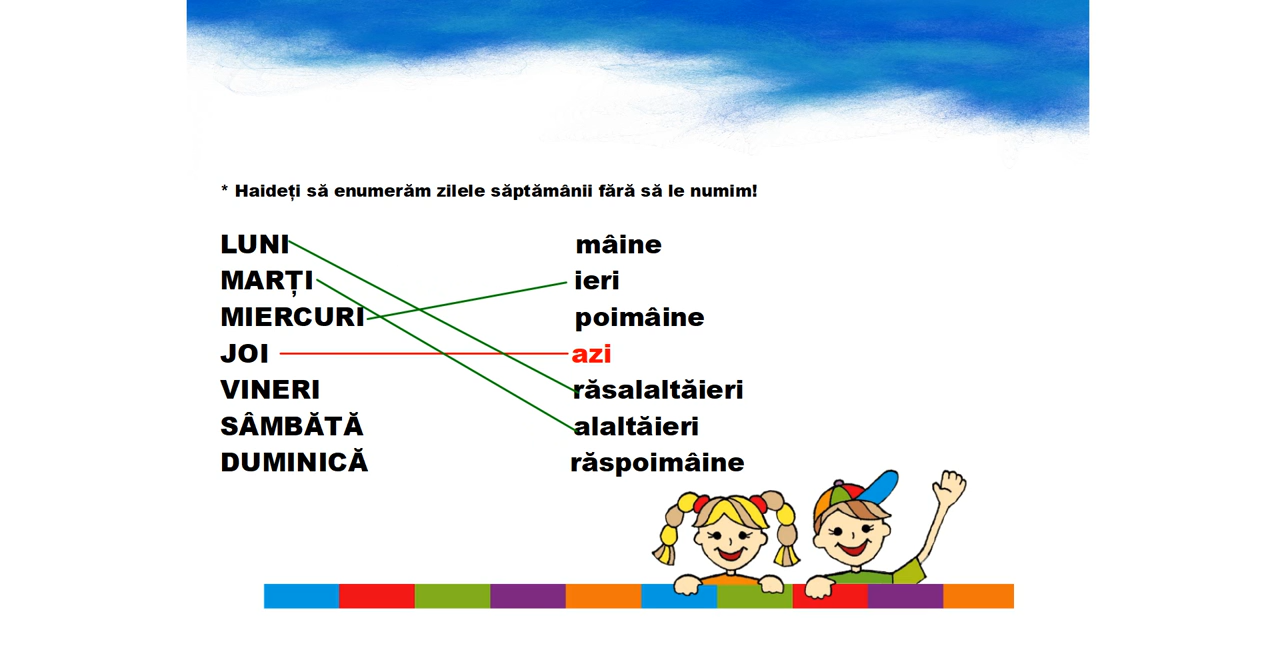 * Haideți să enumerăm zilele săptămânii fără să le numim!
LUNI mâine
MARȚI ieri
MIERCURI poimâine
JOI azi
VINERI răsalaltăieri
SÂMBĂTĂ alaltăieri
DUMINICĂ răspoimâine